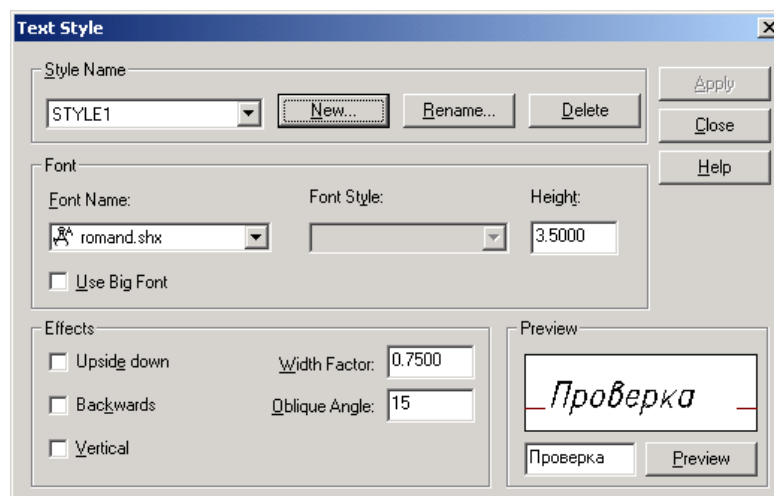 Text Style
Style Name
STYLE1
New...
Rename...
Delete
Apply
Close
Help
Font
Font Name:
Font Style:
Height:
romand.shx
3.5000
Use Big Font
Effects
Upside down
Width Factor: 0.7500
Backwards
Oblique Angle: 15
Vertical
Preview
Проверка
Проверка
Preview